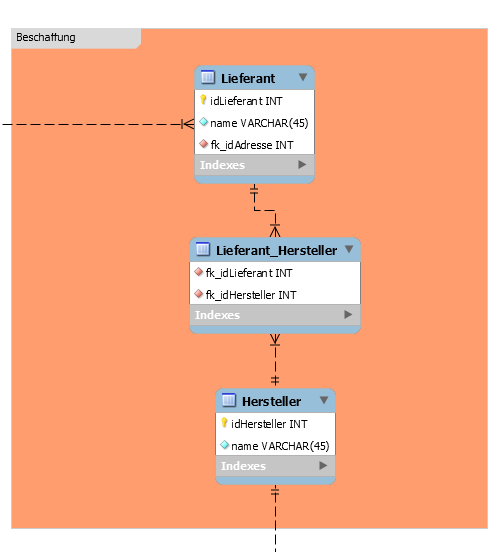 Beschaffung
Lieferant
idLieferant INT
name VARCHAR(45)
fk_idAdresse INT
Indexes
Lieferant_Hersteller
fk_idLieferant INT
fk_idHersteller INT
Indexes
Hersteller
idHersteller INT
name VARCHAR(45)
Indexes